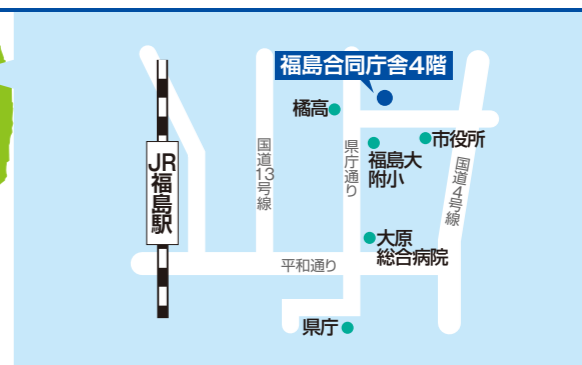 福島合同庁舎4階
橘高
市役所
福島大
附小
国道13号線
県庁通り
国道4号線
JR福島駅
大原
総合病院
平和通り
県庁